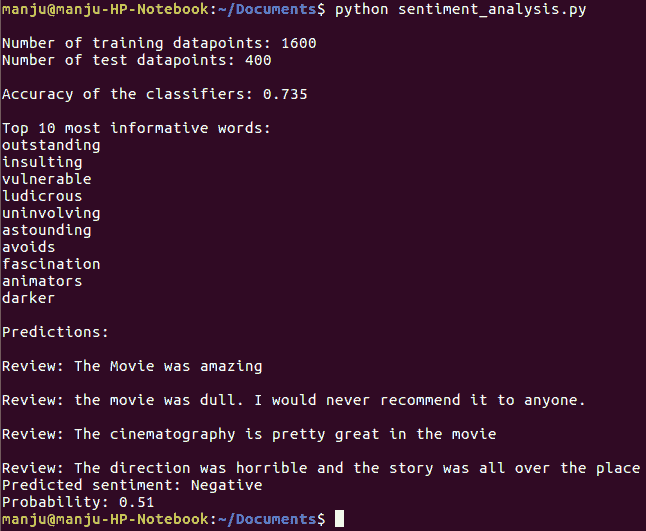 manju@manju-HP-Notebook:~/Documents$ python sentiment_analysis.py
Number of training datapoints: 1600
Number of test datapoints: 400
Accuracy of the classifiers: 0.735
Top 10 most informative words:
outstanding
insulting
vulnerable
ludicrous
uninvolving
astounding
avoids
fascination
animators
darker
Predictions:
Review: The Movie was amazing
Review: the movie was dull. I would never recommend it to anyone.
Review: The cinematography is pretty great in the movie
Review: The direction was horrible and the story was all over the place
Predicted sentiment: Negative
Probability: 0.51
manju@manju-HP-Notebook:~/Documents$